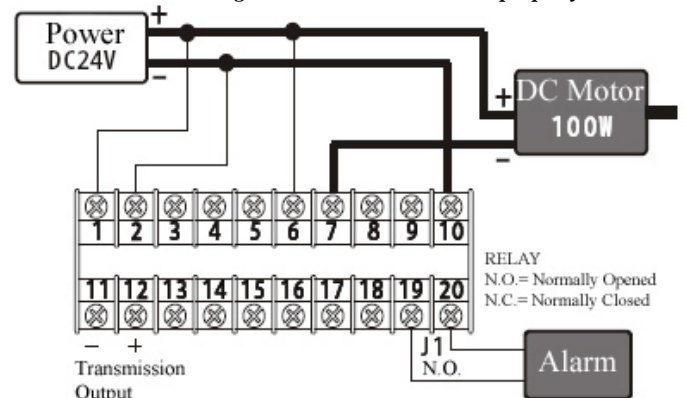 +
Power
DC24V
−
+
DC Motor
100W
−
1 2 3 4 5 6 7 8 9 10
RELAY
N.O.= Normally Opened
N.C.= Normally Closed
11 12 13 14 15 16 17 18 19 20
− +
Transmission
Output
J1
N.O.
Alarm